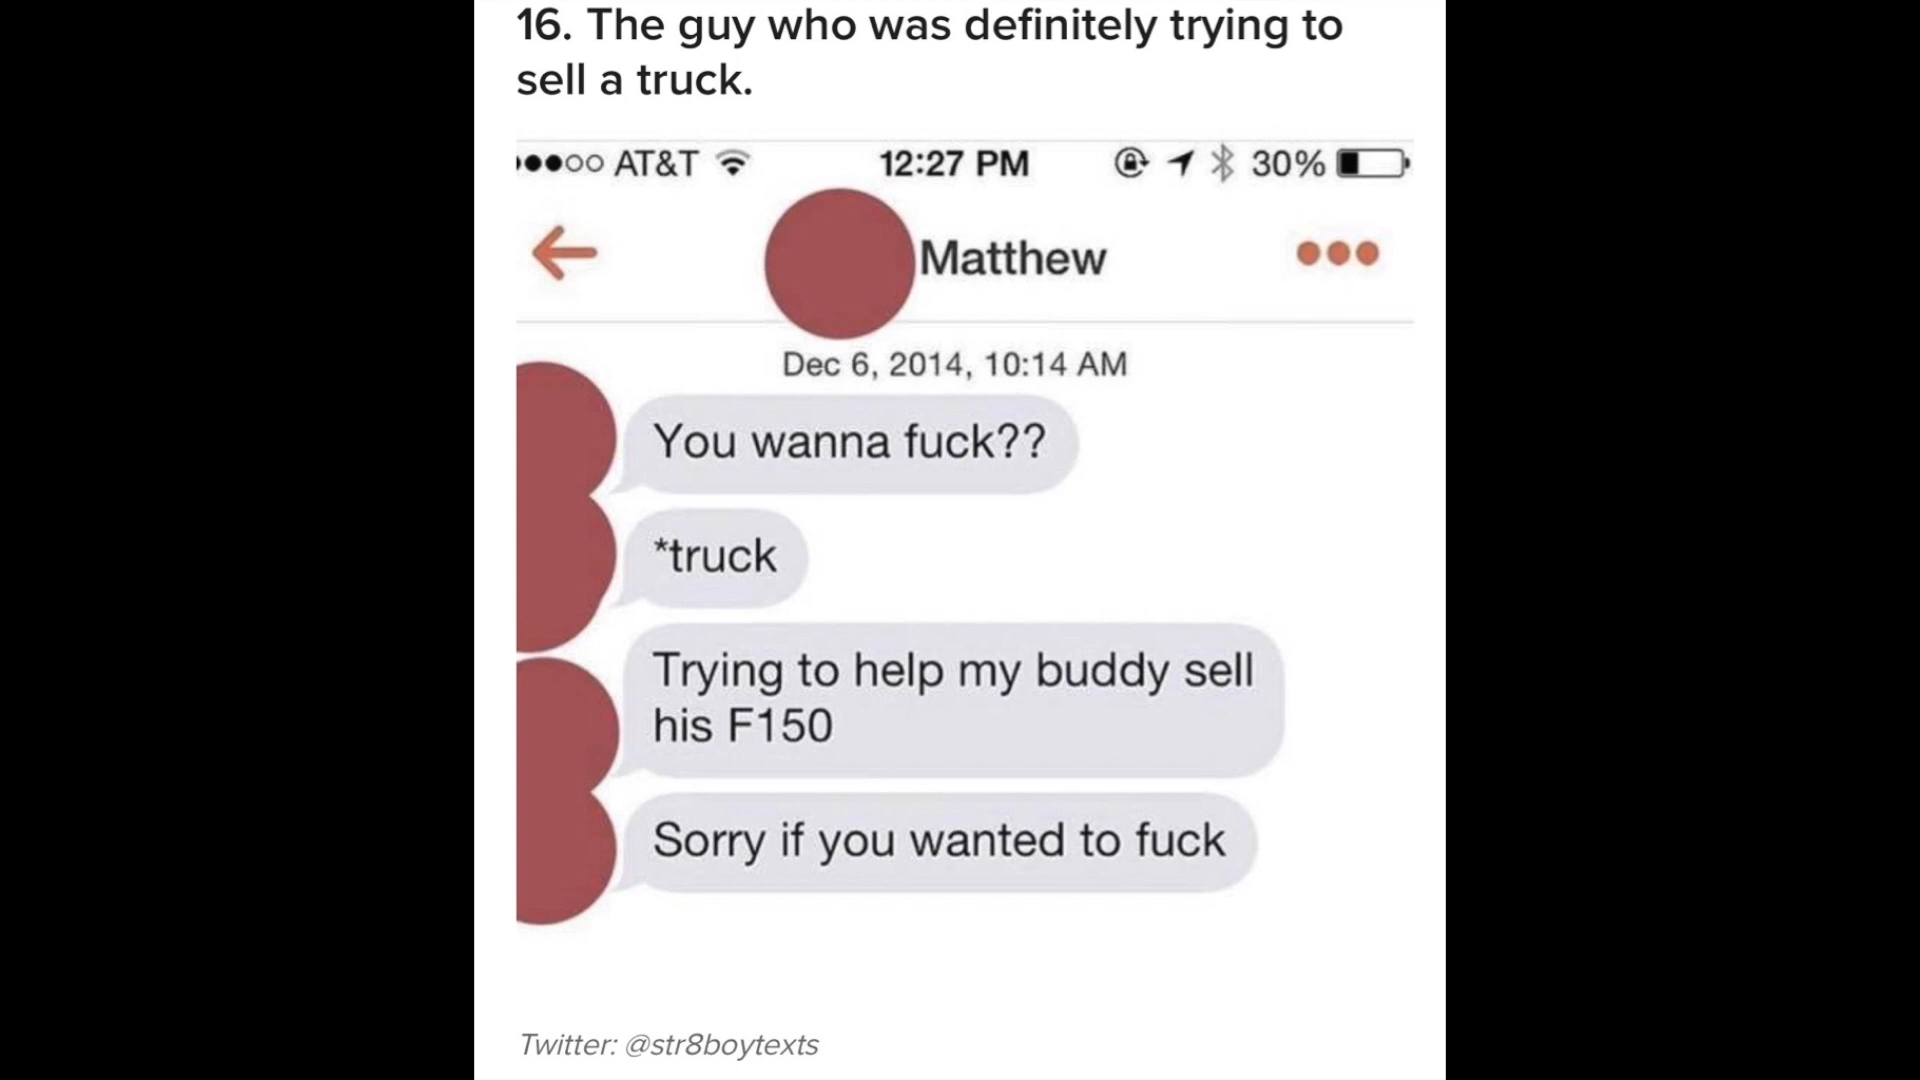 16. The guy who was definitely trying to
sell a truck.
AT&T 12:27 PM 30%
Matthew
Dec 6, 2014, 10:14 AM
You wanna fuck??
*truck
Trying to help my buddy sell
his F150
Sorry if you wanted to fuck
Twitter: @str8boytexts